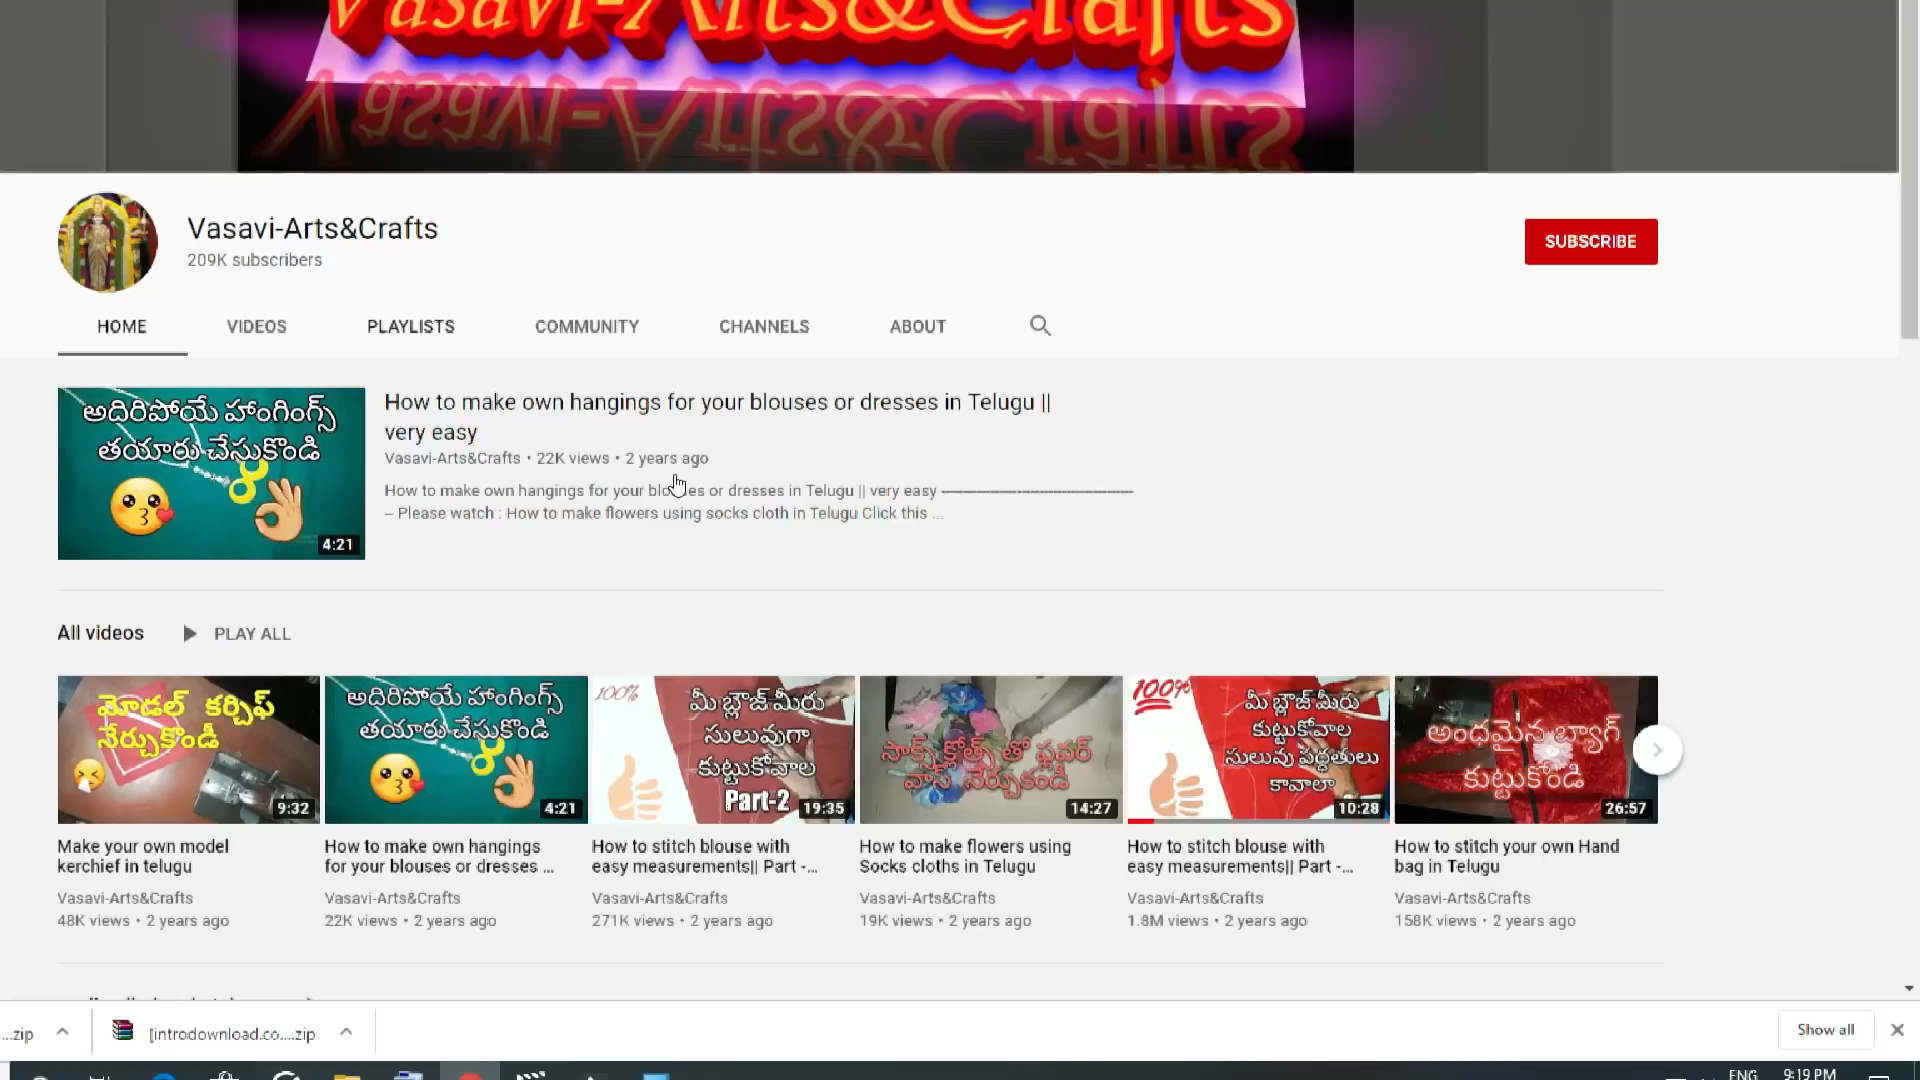 Vasavi-Arts&Crafts
Vasavi-Arts&Crafts
Vasavi-Arts&Crafts
209K subscribers
SUBSCRIBE
HOME
VIDEOS
PLAYLISTS
COMMUNITY
CHANNELS
ABOUT
అదిరిపోయే హాంగింగ్స్
తయారు చేసుకొండి
4:21
How to make own hangings for your blouses or dresses in Telugu ||
very easy
Vasavi-Arts&Crafts • 22K views • 2 years ago
How to make own hangings for your blouses or dresses in Telugu || very easy ----------------------------------------
-- Please watch : How to make flowers using socks cloth in Telugu Click this ...
All videos
PLAY ALL
మోడల్ కర్చిఫ్
నేర్చుకొండి
9:32
అదిరిపోయే హాంగింగ్స్
తయారు చేసుకొండి
4:21
100%
మీ బ్లౌజ్ మీరు
సులువుగా
కుట్టుకోవాల
Part-2
19:35
సాక్స్ క్లోత్స్ తో ఫ్లవర్
వాస్ నేర్చుకండి
14:27
100%
మీ బ్లౌజ్ మీరు
కుట్టుకోవాల
సులువు పద్ధతులు
కావాలా
10:28
అందమైన బ్యాగ్
కుట్టుకోండి
26:57
Make your own model
kerchief in telugu
Vasavi-Arts&Crafts
48K views • 2 years ago
How to make own hangings
for your blouses or dresses ...
Vasavi-Arts&Crafts
22K views • 2 years ago
How to stitch blouse with
easy measurements|| Part -...
Vasavi-Arts&Crafts
271K views • 2 years ago
How to make flowers using
Socks cloths in Telugu
Vasavi-Arts&Crafts
19K views • 2 years ago
How to stitch blouse with
easy measurements|| Part -...
Vasavi-Arts&Crafts
1.8M views • 2 years ago
How to stitch your own Hand
bag in Telugu
Vasavi-Arts&Crafts
158K views • 2 years ago
...zip
[introdownload.co....zip
Show all
ENG
9:19 PM